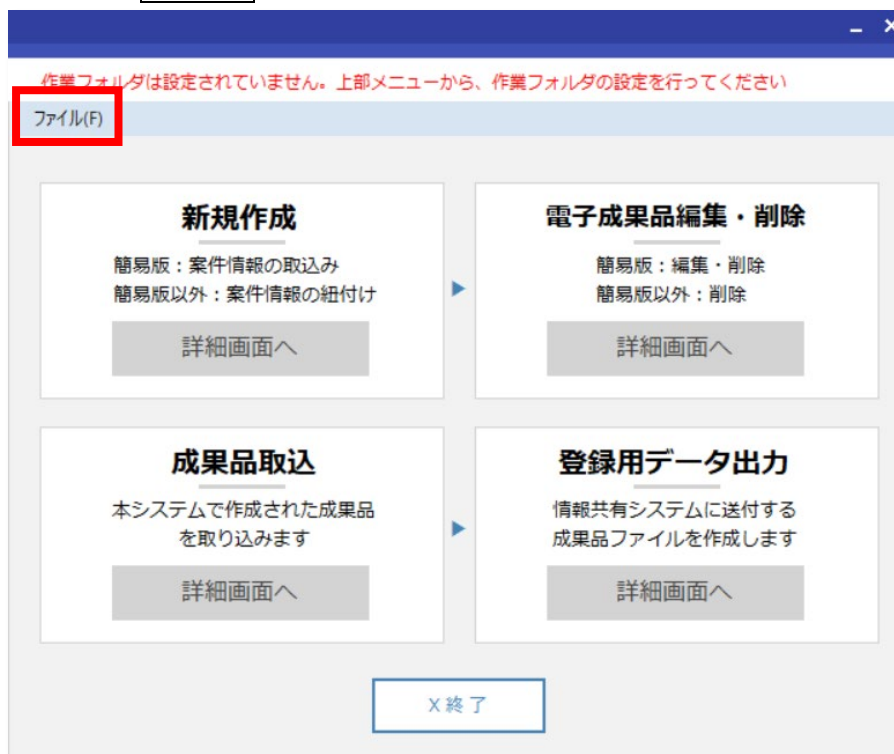 作業フォルダは設定されていません。上部メニューから、作業フォルダの設定を行ってください
ファイル(F)
新規作成
簡易版：案件情報の取込み
簡易版以外：案件情報の紐付け
詳細画面へ
電子成果品編集・削除
簡易版：編集・削除
簡易版以外：削除
詳細画面へ
成果品取込
本システムで作成された成果品
を取り込みます
詳細画面へ
登録用データ出力
情報共有システムに送付する
成果品ファイルを作成します
詳細画面へ
X 終 了